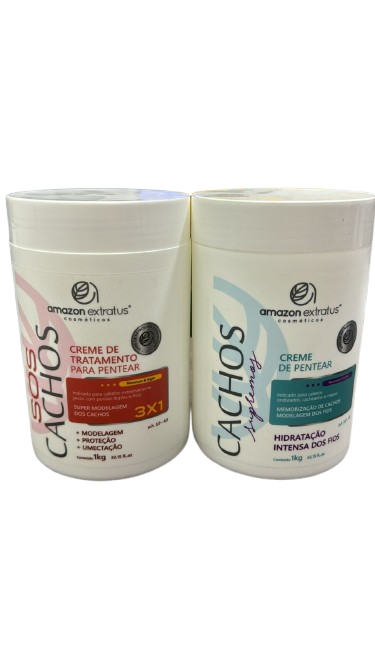 amazon extratus®
cosméticos
SOS
CACHOS
CREME DE
TRATAMENTO
PARA PENTEAR
SUPER MODELAGEM
DOS CACHOS
3X1
+ MODELAGEM
+ PROTEÇÃO
+ UMECTAÇÃO
Conteúdo 1kg
amazon extratus®
cosméticos
CACHOS
supremos
CREME
DE PENTEAR
MEMORIZAÇÃO DE CACHOS
MODELAGEM DOS FIOS
HIDRATAÇÃO
INTENSA DOS FIOS
Conteúdo 1kg